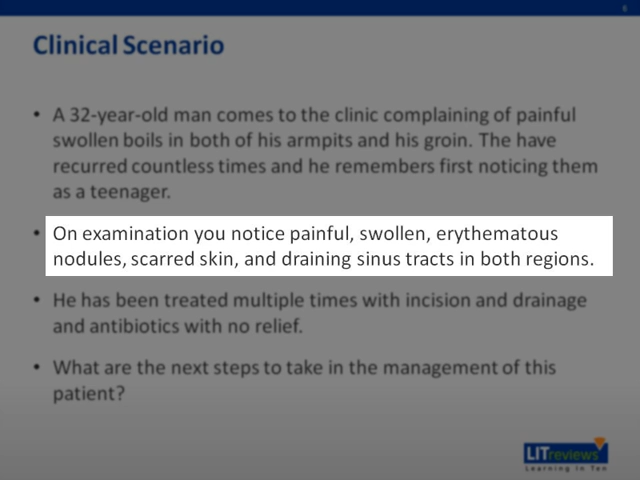 6
Clinical Scenario
• A 32-year-old man comes to the clinic complaining of painful
swollen boils in both of his armpits and his groin. The have
recurred countless times and he remembers first noticing them
as a teenager.
• On examination you notice painful, swollen, erythematous
nodules, scarred skin, and draining sinus tracts in both regions.
• He has been treated multiple times with incision and drainage
and antibiotics with no relief.
• What are the next steps to take in the management of this
patient?
LITreviews
Learning In Ten